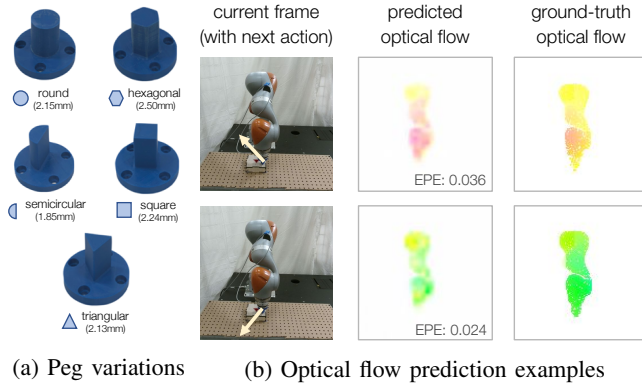 round
(2.15mm)
hexagonal
(2.50mm)
semicircular
(1.85mm)
square
(2.24mm)
triangular
(2.13mm)
(a) Peg variations
current frame
(with next action)
predicted
optical flow
ground-truth
optical flow
EPE: 0.036
EPE: 0.024
(b) Optical flow prediction examples